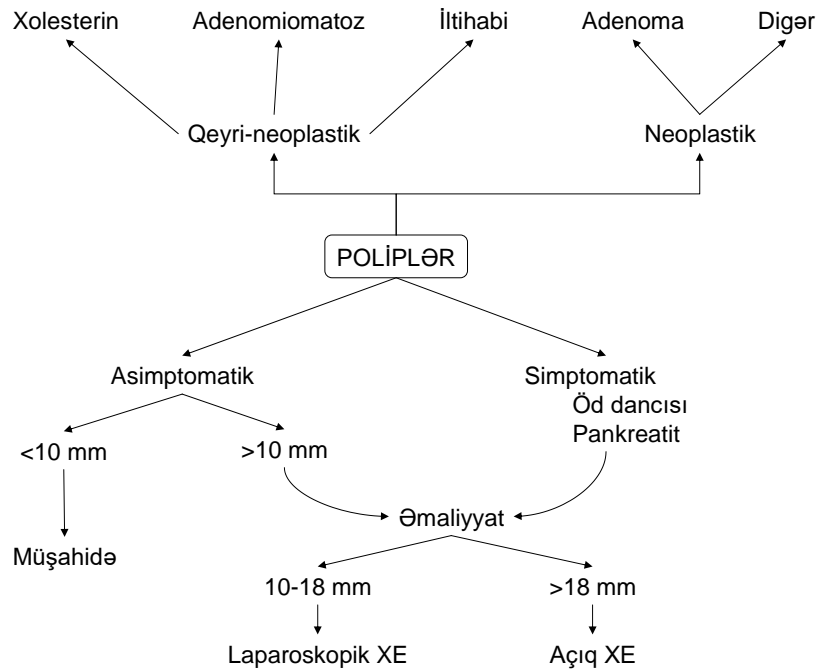 Xolesterin Adenomiomatoz İltihabi Adenoma Digər
Qeyri-neoplastik Neoplastik
POLİPLƏR
Asimptomatik Simptomatik
Öd dancısı
Pankreatit
<10 mm >10 mm
Əmaliyyat
Müşahidə
10-18 mm >18 mm
Laparoskopik XE Açıq XE